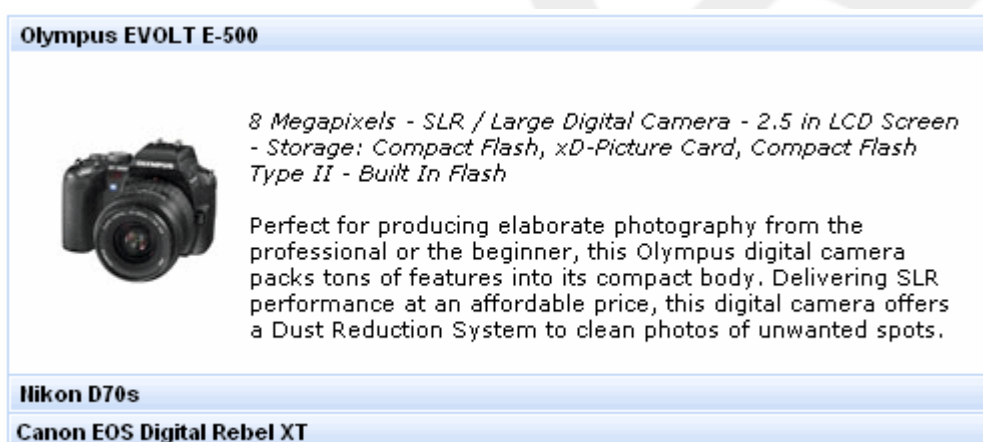 Olympus EVOLT E-500
8 Megapixels - SLR / Large Digital Camera - 2.5 in LCD Screen
- Storage: Compact Flash, xD-Picture Card, Compact Flash
Type II - Built In Flash
OLYMPUS
Perfect for producing elaborate photography from the
professional or the beginner, this Olympus digital camera
packs tons of features into its compact body. Delivering SLR
performance at an affordable price, this digital camera offers
a Dust Reduction System to clean photos of unwanted spots.
Nikon D70s
Canon EOS Digital Rebel XT